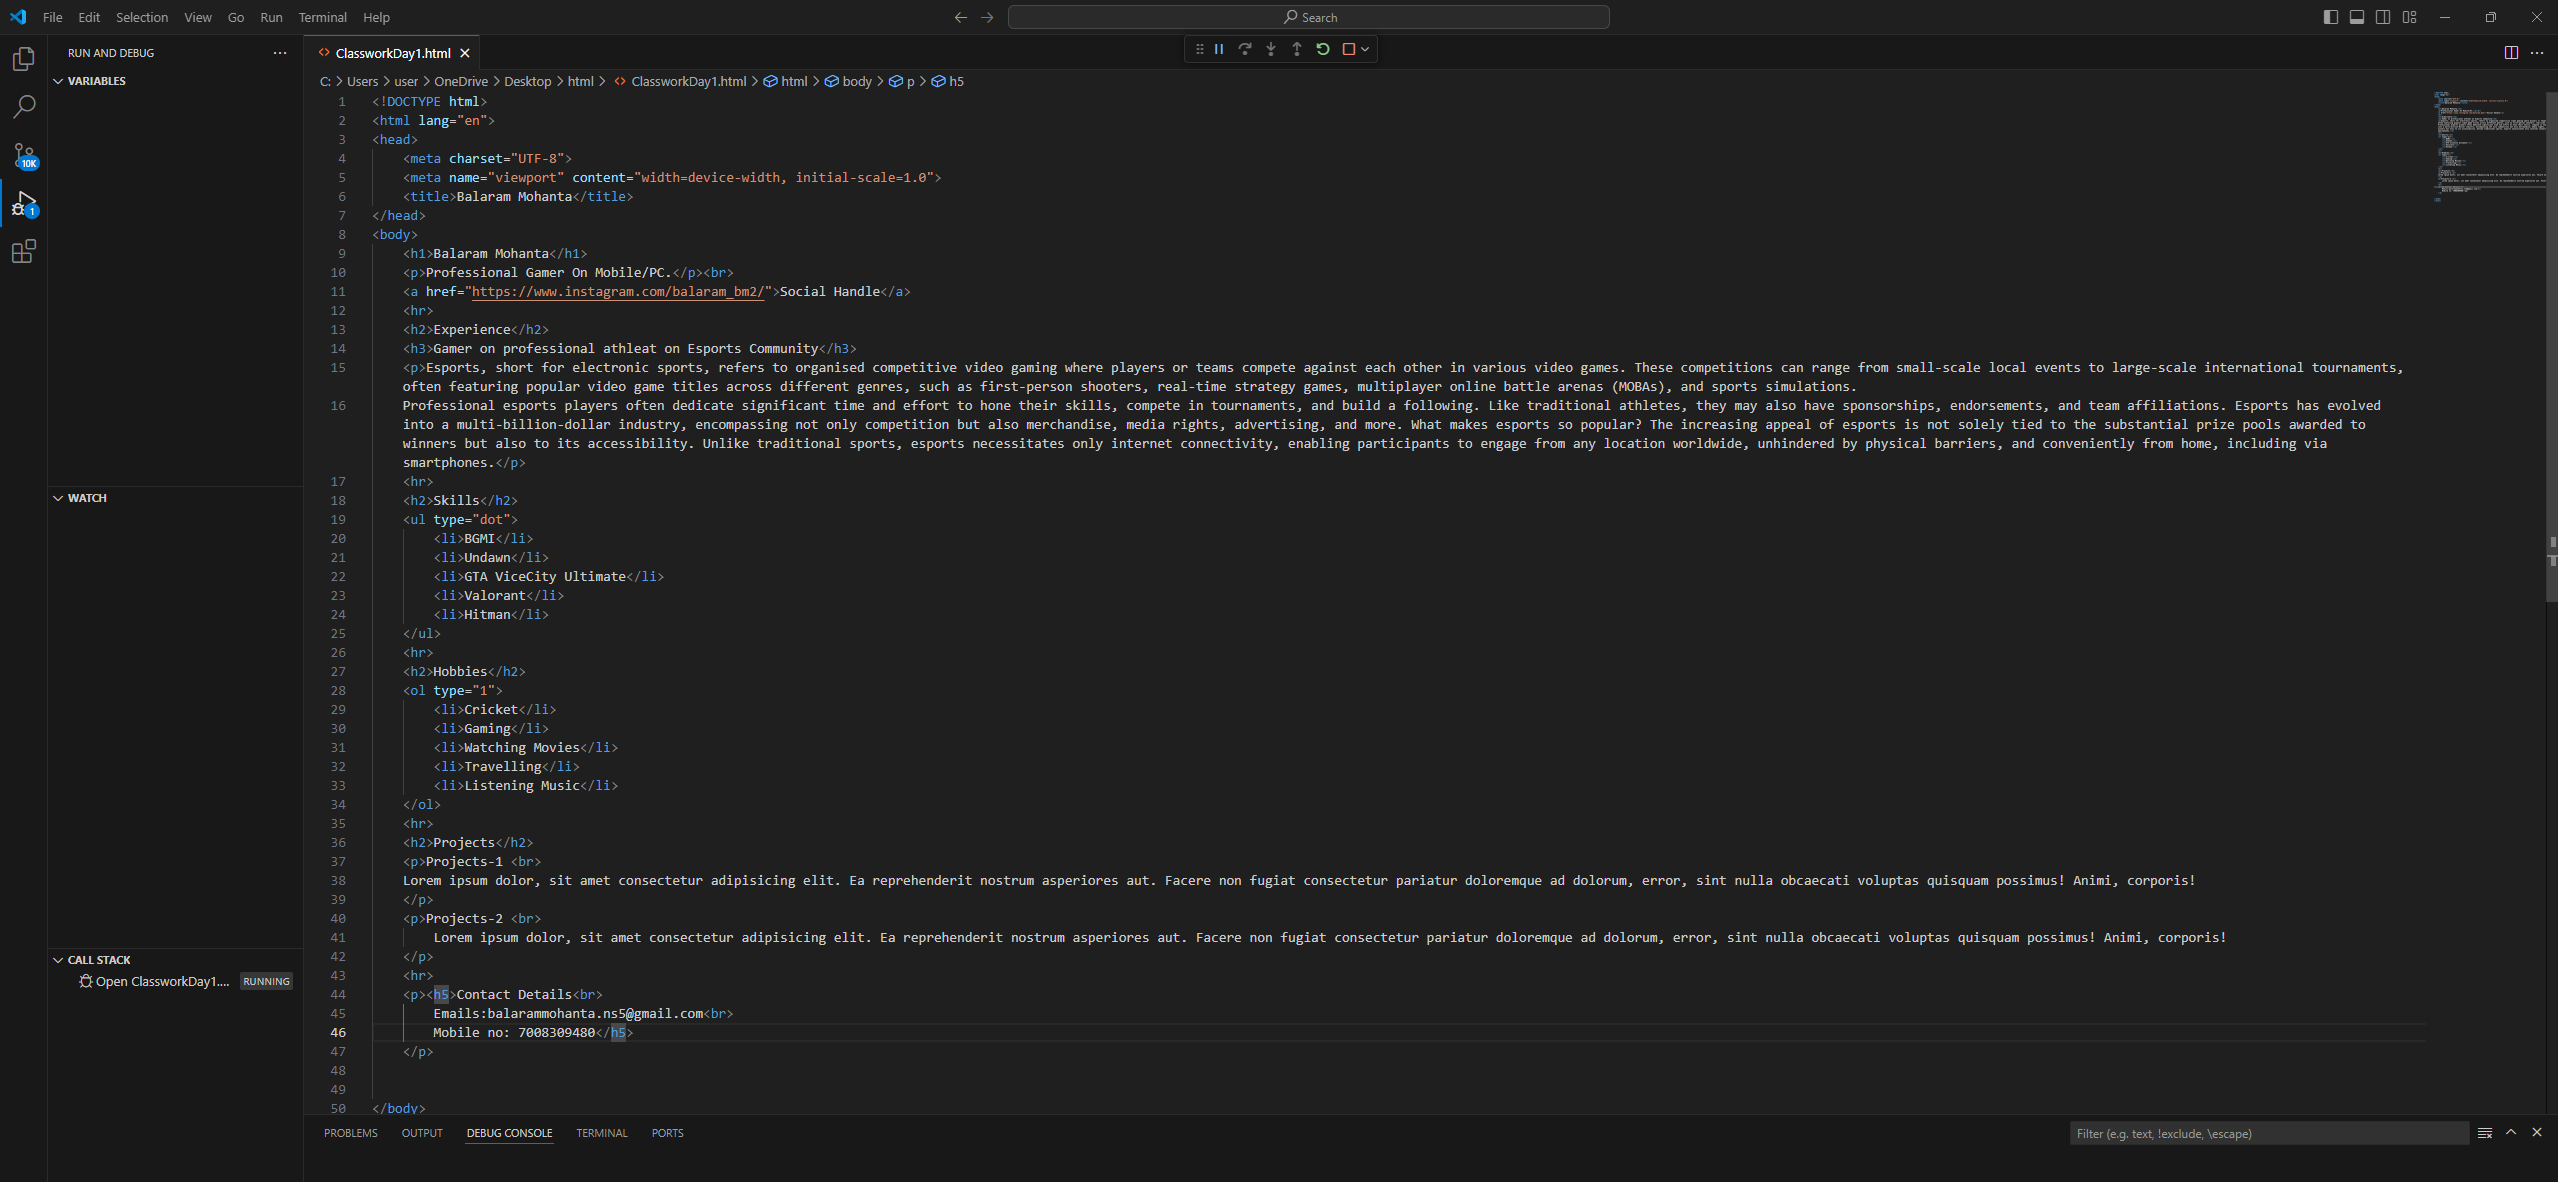 File Edit Selection View Go Run Terminal Help
Search
RUN AND DEBUG
VARIABLES
10K
1
WATCH
CALL STACK
Open ClassworkDay1.... RUNNING
ClassworkDay1.html
C: > Users > user > OneDrive > Desktop > html > ClassworkDay1.html > html > body > p > h5
1 <!DOCTYPE html>
2 <html lang="en">
3 <head>
4 <meta charset="UTF-8">
5 <meta name="viewport" content="width=device-width, initial-scale=1.0">
6 <title>Balaram Mohanta</title>
7 </head>
8 <body>
9 <h1>Balaram Mohanta</h1>
10 <p>Professional Gamer On Mobile/PC.</p><br>
11 <a href="https://www.instagram.com/balaram_bm2/">Social Handle</a>
12 <hr>
13 <h2>Experience</h2>
14 <h3>Gamer on professional athleat on Esports Community</h3>
15 <p>Esports, short for electronic sports, refers to organised competitive video gaming where players or teams compete against each other in various video games. These competitions can range from small-scale local events to large-scale international tournaments,
often featuring popular video game titles across different genres, such as first-person shooters, real-time strategy games, multiplayer online battle arenas (MOBAs), and sports simulations.
16 Professional esports players often dedicate significant time and effort to hone their skills, compete in tournaments, and build a following. Like traditional athletes, they may also have sponsorships, endorsements, and team affiliations. Esports has evolved
into a multi-billion-dollar industry, encompassing not only competition but also merchandise, media rights, advertising, and more. What makes esports so popular? The increasing appeal of esports is not solely tied to the substantial prize pools awarded to
winners but also to its accessibility. Unlike traditional sports, esports necessitates only internet connectivity, enabling participants to engage from any location worldwide, unhindered by physical barriers, and conveniently from home, including via
smartphones.</p>
17 <hr>
18 <h2>Skills</h2>
19 <ul type="dot">
20 <li>BGMI</li>
21 <li>Undawn</li>
22 <li>GTA ViceCity Ultimate</li>
23 <li>Valorant</li>
24 <li>Hitman</li>
25 </ul>
26 <hr>
27 <h2>Hobbies</h2>
28 <ol type="1">
29 <li>Cricket</li>
30 <li>Gaming</li>
31 <li>Watching Movies</li>
32 <li>Travelling</li>
33 <li>Listening Music</li>
34 </ol>
35 <hr>
36 <h2>Projects</h2>
37 <p>Projects-1 <br>
38 Lorem ipsum dolor, sit amet consectetur adipisicing elit. Ea reprehenderit nostrum asperiores aut. Facere non fugiat consectetur pariatur doloremque ad dolorum, error, sint nulla obcaecati voluptas quisquam possimus! Animi, corporis!
39 </p>
40 <p>Projects-2 <br>
41 Lorem ipsum dolor, sit amet consectetur adipisicing elit. Ea reprehenderit nostrum asperiores aut. Facere non fugiat consectetur pariatur doloremque ad dolorum, error, sint nulla obcaecati voluptas quisquam possimus! Animi, corporis!
42 </p>
43 <hr>
44 <p><h5>Contact Details<br>
45 Emails:balarammohanta.ns5@gmail.com<br>
46 Mobile no: 7008309480</h5>
47 </p>
48
49
50 </body>
PROBLEMS OUTPUT DEBUG CONSOLE TERMINAL PORTS
Filter (e.g. text, !exclude, \escape)